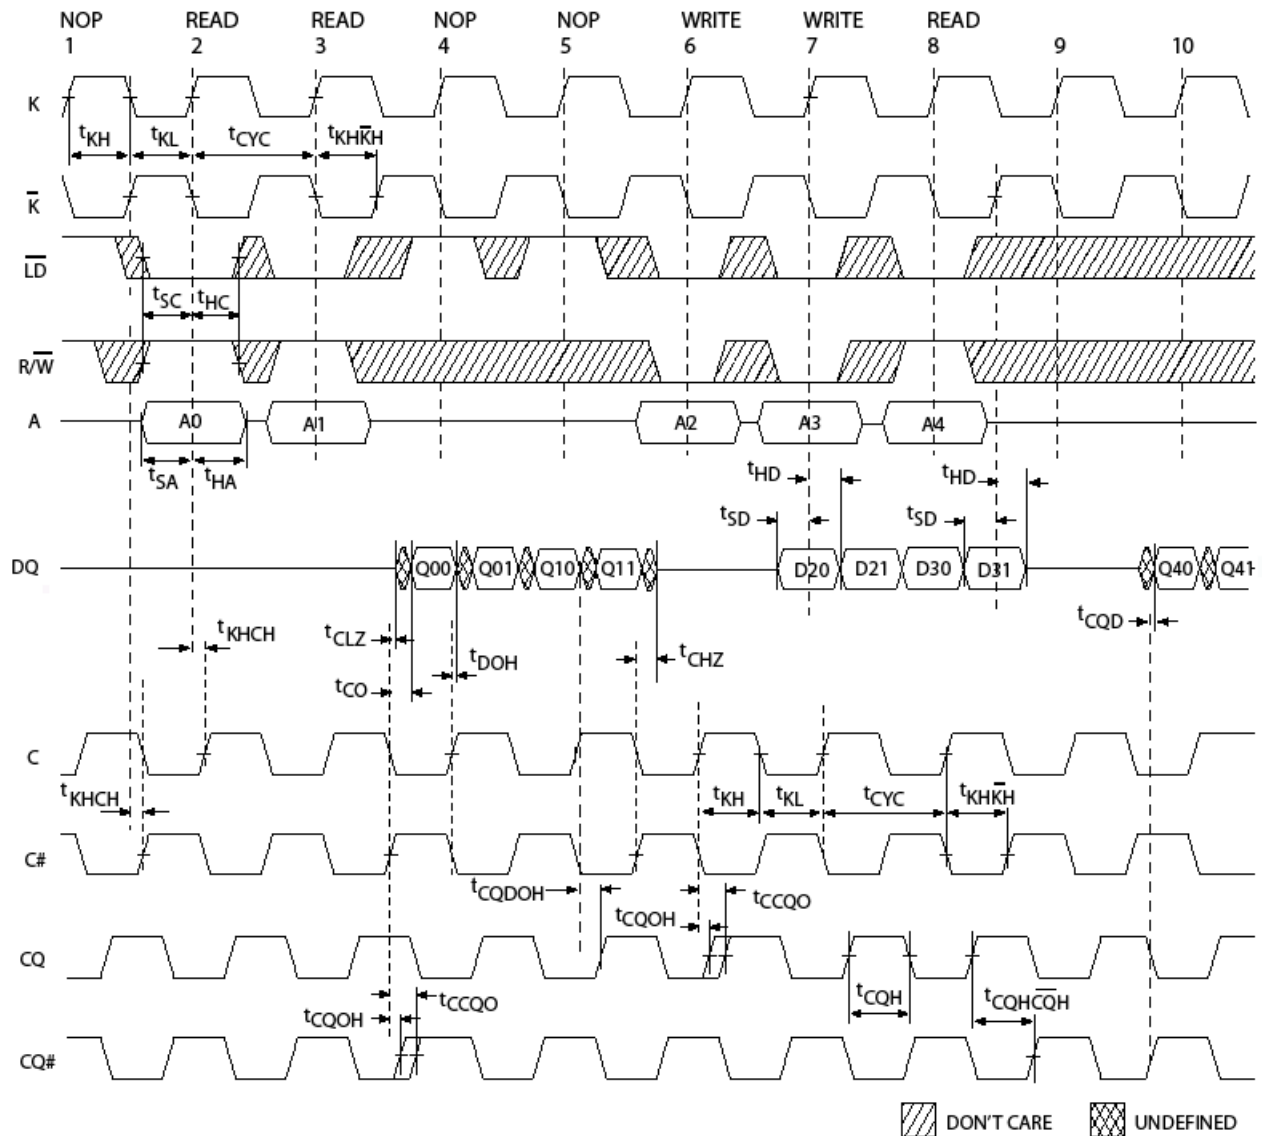 NOP READ READ NOP NOP WRITE WRITE READ
1 2 3 4 5 6 7 8 9 10
K
tKH tKL tCYC tKHK̅H
K̅
L̅D̅
tSC tHC
R/W̅
A A0 A1 A2 A3 A4
tSA tHA tHD tHD
tSD tSD
DQ Q00 Q01 Q10 Q11 D20 D21 D30 D31 Q40 Q41
tKHCH tCLZ tDOH tCHZ tCQD
tCO
C
tKHCH tKH tKL tCYC tKHK̅H
C#
tCQDOH tCQOH tCCQO
CQ
tCQOH tCCQO tCQH tCQHC̅Q̅H
CQ#
DON'T CARE UNDEFINED